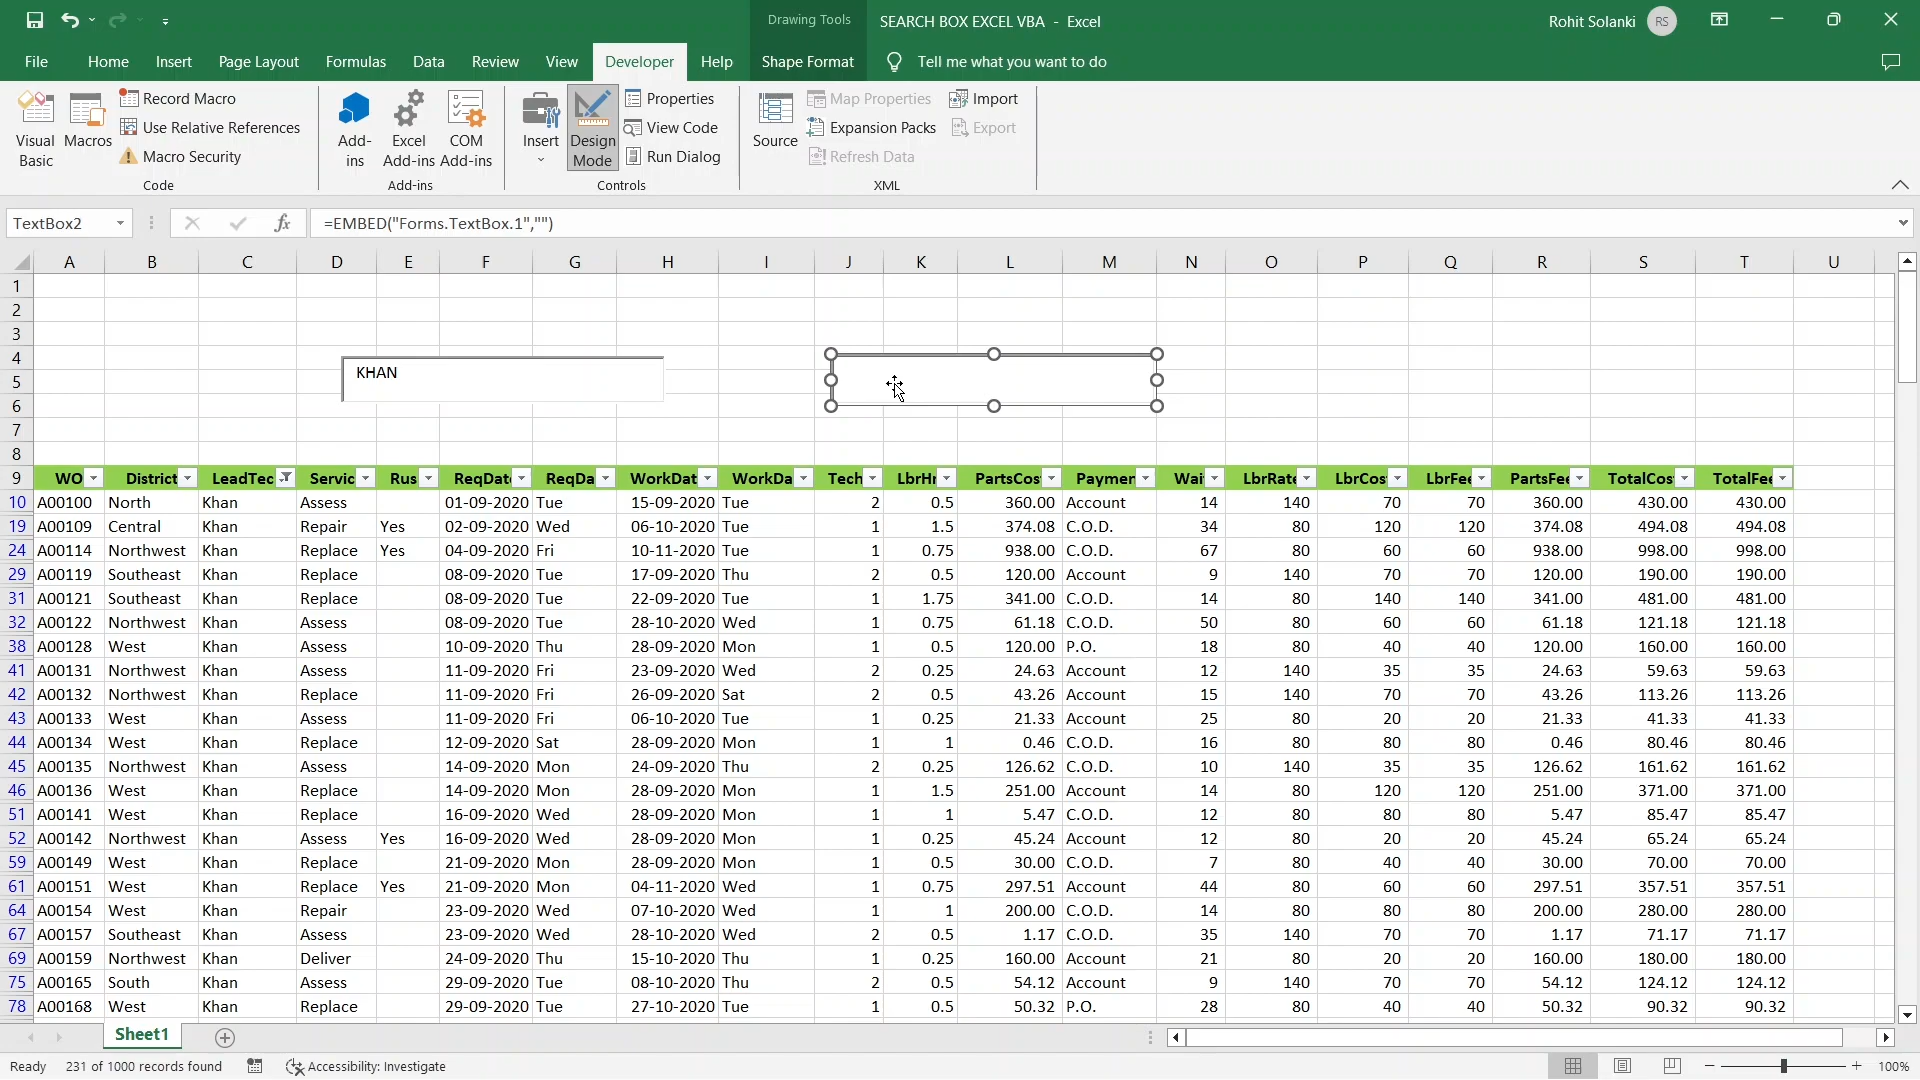 Drawing Tools
SEARCH BOX EXCEL VBA - Excel
Rohit Solanki RS
File Home Insert Page Layout Formulas Data Review View Developer Help Shape Format Tell me what you want to do
Visual Basic
Macros
Record Macro
Use Relative References
Macro Security
Code
Add-ins
Excel Add-ins
COM Add-ins
Add-ins
Insert
Design Mode
Properties
View Code
Run Dialog
Controls
Source
Map Properties
Expansion Packs
Refresh Data
Import
Export
XML
TextBox2 fx =EMBED("Forms.TextBox.1","")
A B C D E F G H I J K L M N O P Q R S T U
1
2
3
4
5
6
7
8
KHAN
9 WO District LeadTec Servic Rus ReqDat ReqDa WorkDat WorkDa Tech LbrHr PartsCos Paymen Wai LbrRate LbrCos LbrFee PartsFee TotalCos TotalFee
10 A00100 North Khan Assess 01-09-2020 Tue 15-09-2020 Tue 2 0.5 360.00 Account 14 140 70 70 360.00 430.00 430.00
19 A00109 Central Khan Repair Yes 02-09-2020 Wed 06-10-2020 Tue 1 1.5 374.08 C.O.D. 34 80 120 120 374.08 494.08 494.08
24 A00114 Northwest Khan Replace Yes 04-09-2020 Fri 10-11-2020 Tue 1 0.75 938.00 C.O.D. 67 80 60 60 938.00 998.00 998.00
29 A00119 Southeast Khan Replace 08-09-2020 Tue 17-09-2020 Thu 2 0.5 120.00 Account 9 140 70 70 120.00 190.00 190.00
31 A00121 Southeast Khan Replace 08-09-2020 Tue 22-09-2020 Tue 1 1.75 341.00 C.O.D. 14 80 140 140 341.00 481.00 481.00
32 A00122 Northwest Khan Assess 08-09-2020 Tue 28-10-2020 Wed 1 0.75 61.18 C.O.D. 50 80 60 60 61.18 121.18 121.18
38 A00128 West Khan Assess 10-09-2020 Thu 28-09-2020 Mon 1 0.5 120.00 P.O. 18 80 40 40 120.00 160.00 160.00
41 A00131 Northwest Khan Assess 11-09-2020 Fri 23-09-2020 Wed 2 0.25 24.63 Account 12 140 35 35 24.63 59.63 59.63
42 A00132 Northwest Khan Replace 11-09-2020 Fri 26-09-2020 Sat 2 0.5 43.26 Account 15 140 70 70 43.26 113.26 113.26
43 A00133 West Khan Assess 11-09-2020 Fri 06-10-2020 Tue 1 0.25 21.33 Account 25 80 20 20 21.33 41.33 41.33
44 A00134 West Khan Replace 12-09-2020 Sat 28-09-2020 Mon 1 1 0.46 C.O.D. 16 80 80 80 0.46 80.46 80.46
45 A00135 Northwest Khan Assess 14-09-2020 Mon 24-09-2020 Thu 2 0.25 126.62 C.O.D. 10 140 35 35 126.62 161.62 161.62
46 A00136 West Khan Replace 14-09-2020 Mon 28-09-2020 Mon 1 1.5 251.00 Account 14 80 120 120 251.00 371.00 371.00
51 A00141 West Khan Replace 16-09-2020 Wed 28-09-2020 Mon 1 1 5.47 C.O.D. 12 80 80 80 5.47 85.47 85.47
52 A00142 Northwest Khan Assess Yes 16-09-2020 Wed 28-09-2020 Mon 1 0.25 45.24 Account 12 80 20 20 45.24 65.24 65.24
59 A00149 West Khan Replace 21-09-2020 Mon 28-09-2020 Mon 1 0.5 30.00 C.O.D. 7 80 40 40 30.00 70.00 70.00
61 A00151 West Khan Replace Yes 21-09-2020 Mon 04-11-2020 Wed 1 0.75 297.51 Account 44 80 60 60 297.51 357.51 357.51
64 A00154 West Khan Repair 23-09-2020 Wed 07-10-2020 Wed 1 1 200.00 C.O.D. 14 80 80 80 200.00 280.00 280.00
67 A00157 Southeast Khan Assess 23-09-2020 Wed 28-10-2020 Wed 2 0.5 1.17 C.O.D. 35 140 70 70 1.17 71.17 71.17
69 A00159 Northwest Khan Deliver 24-09-2020 Thu 15-10-2020 Thu 1 0.25 160.00 Account 21 80 20 20 160.00 180.00 180.00
75 A00165 South Khan Assess 29-09-2020 Tue 08-10-2020 Thu 2 0.5 54.12 Account 9 140 70 70 54.12 124.12 124.12
78 A00168 West Khan Replace 29-09-2020 Tue 27-10-2020 Tue 1 0.5 50.32 P.O. 28 80 40 40 50.32 90.32 90.32
Sheet1
Ready 231 of 1000 records found Accessibility: Investigate 100%